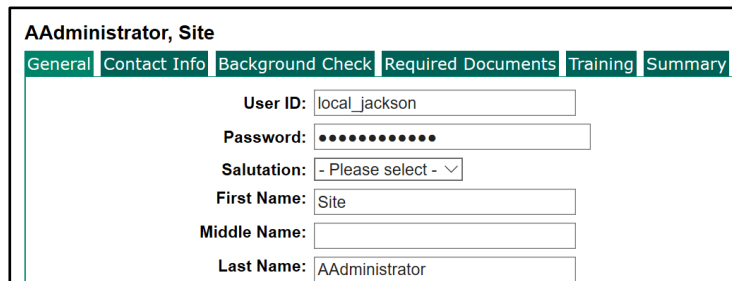 AAdministrator, Site
General Contact Info Background Check Required Documents Training Summary
User ID: local_jackson
Password: ●●●●●●●●●●●●
Salutation: - Please select -
First Name: Site
Middle Name:
Last Name: AAdministrator